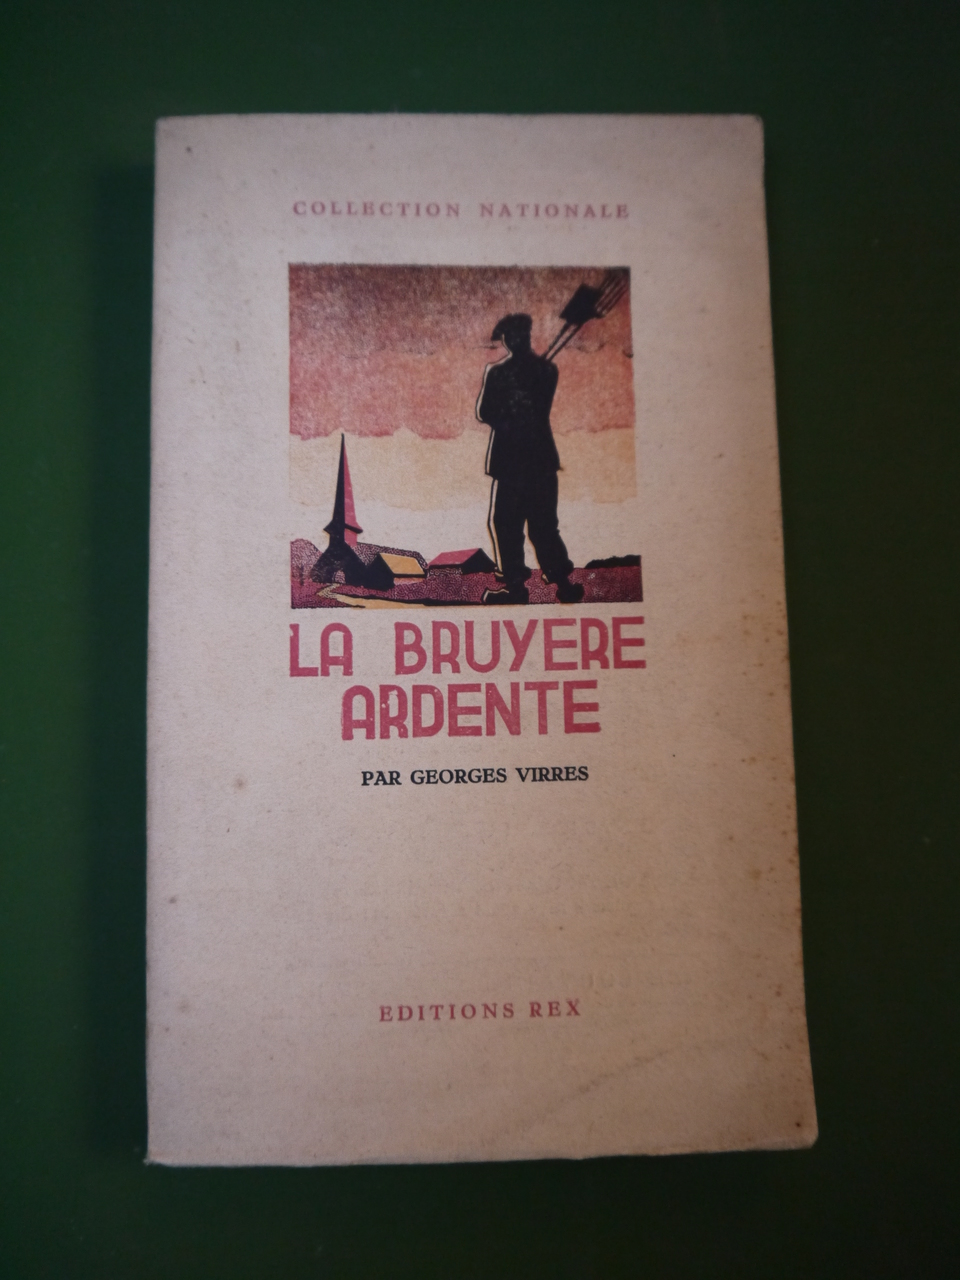 COLLECTION NATIONALE
LA BRUYERE
ARDENTE
PAR GEORGES VIRRES
EDITIONS REX